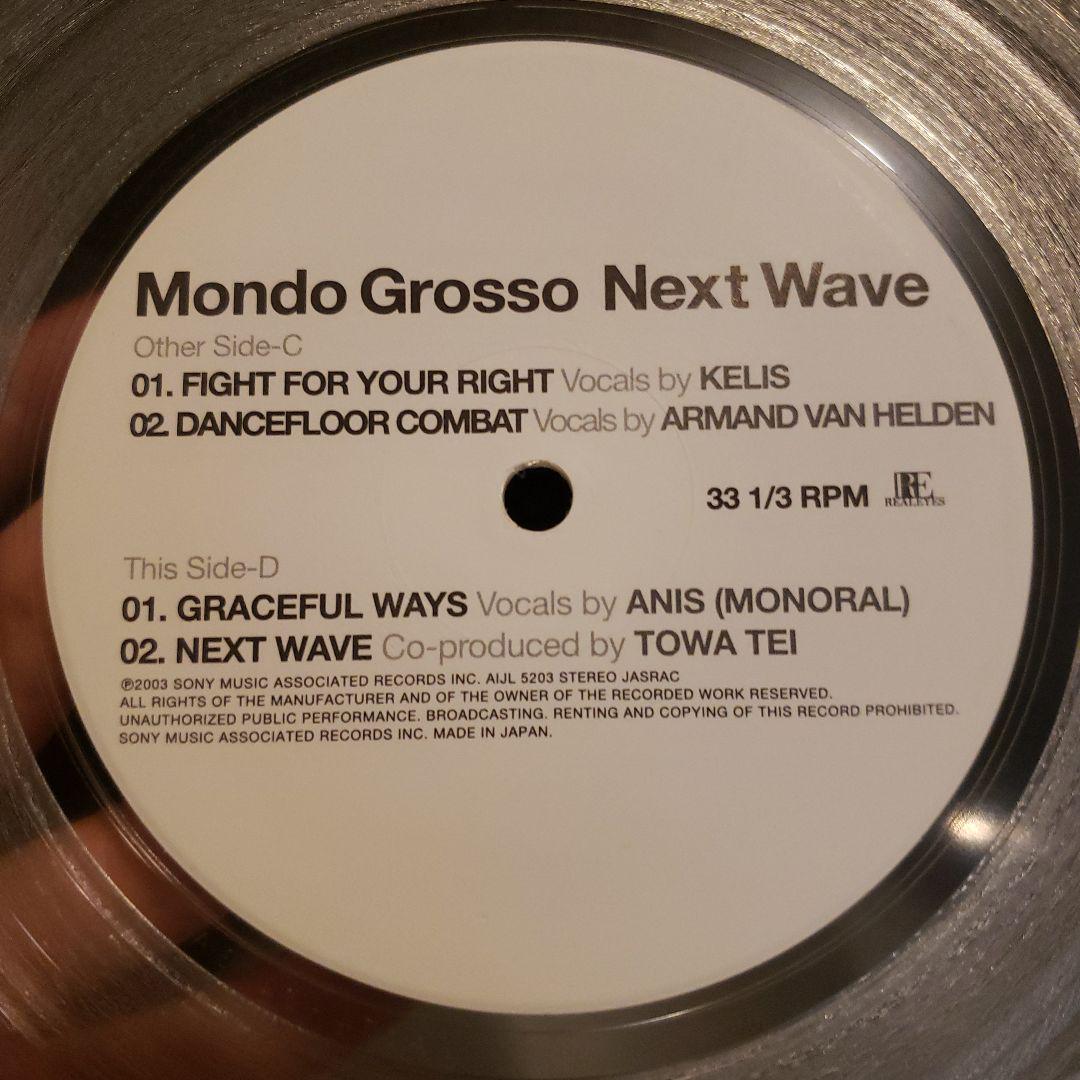 Mondo Grosso Next Wave
Other Side-C
01. FIGHT FOR YOUR RIGHT Vocals by KELIS
02. DANCEFLOOR COMBAT Vocals by ARMAND VAN HELDEN
33 1/3 RPM
RE
REALEYES
This Side-D
01. GRACEFUL WAYS Vocals by ANIS (MONORAL)
02. NEXT WAVE Co-produced by TOWA TEI
℗2003 SONY MUSIC ASSOCIATED RECORDS INC. AIJL 5203 STEREO JASRAC
ALL RIGHTS OF THE MANUFACTURER AND OF THE OWNER OF THE RECORDED WORK RESERVED.
UNAUTHORIZED PUBLIC PERFORMANCE. BROADCASTING. RENTING AND COPYING OF THIS RECORD PROHIBITED.
SONY MUSIC ASSOCIATED RECORDS INC. MADE IN JAPAN.